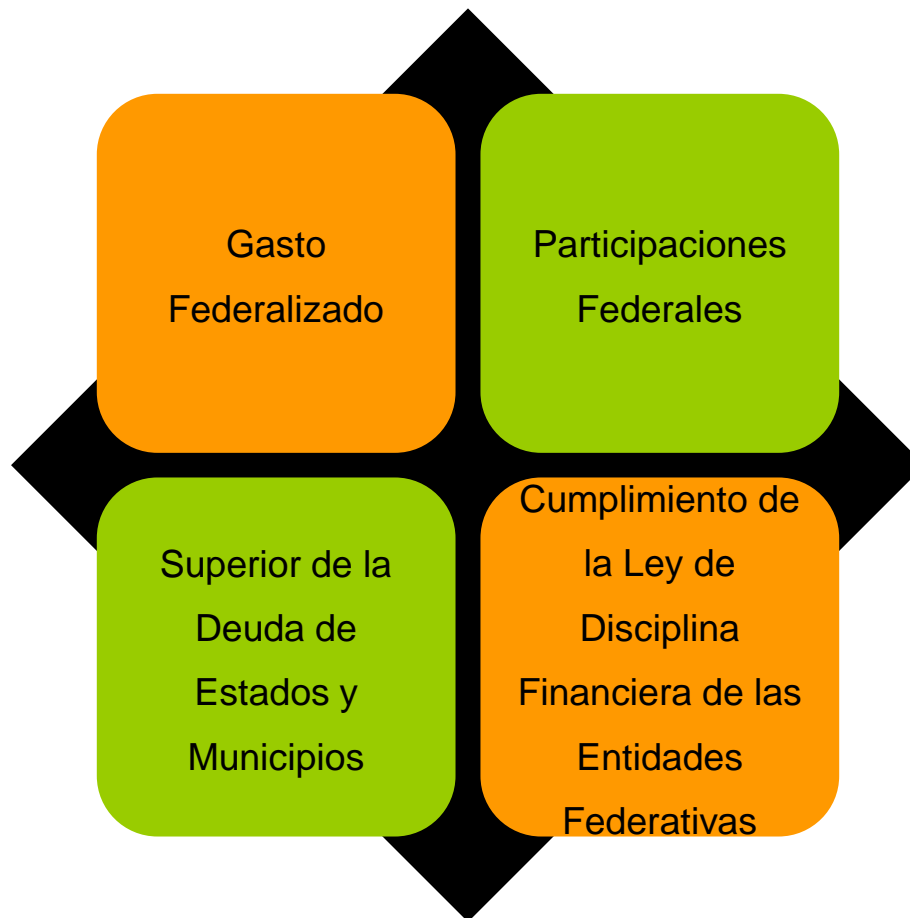 Gasto
Federalizado
Participaciones
Federales
Superior de la
Deuda de
Estados y
Municipios
Cumplimiento de
la Ley de
Disciplina
Financiera de las
Entidades
Federativas